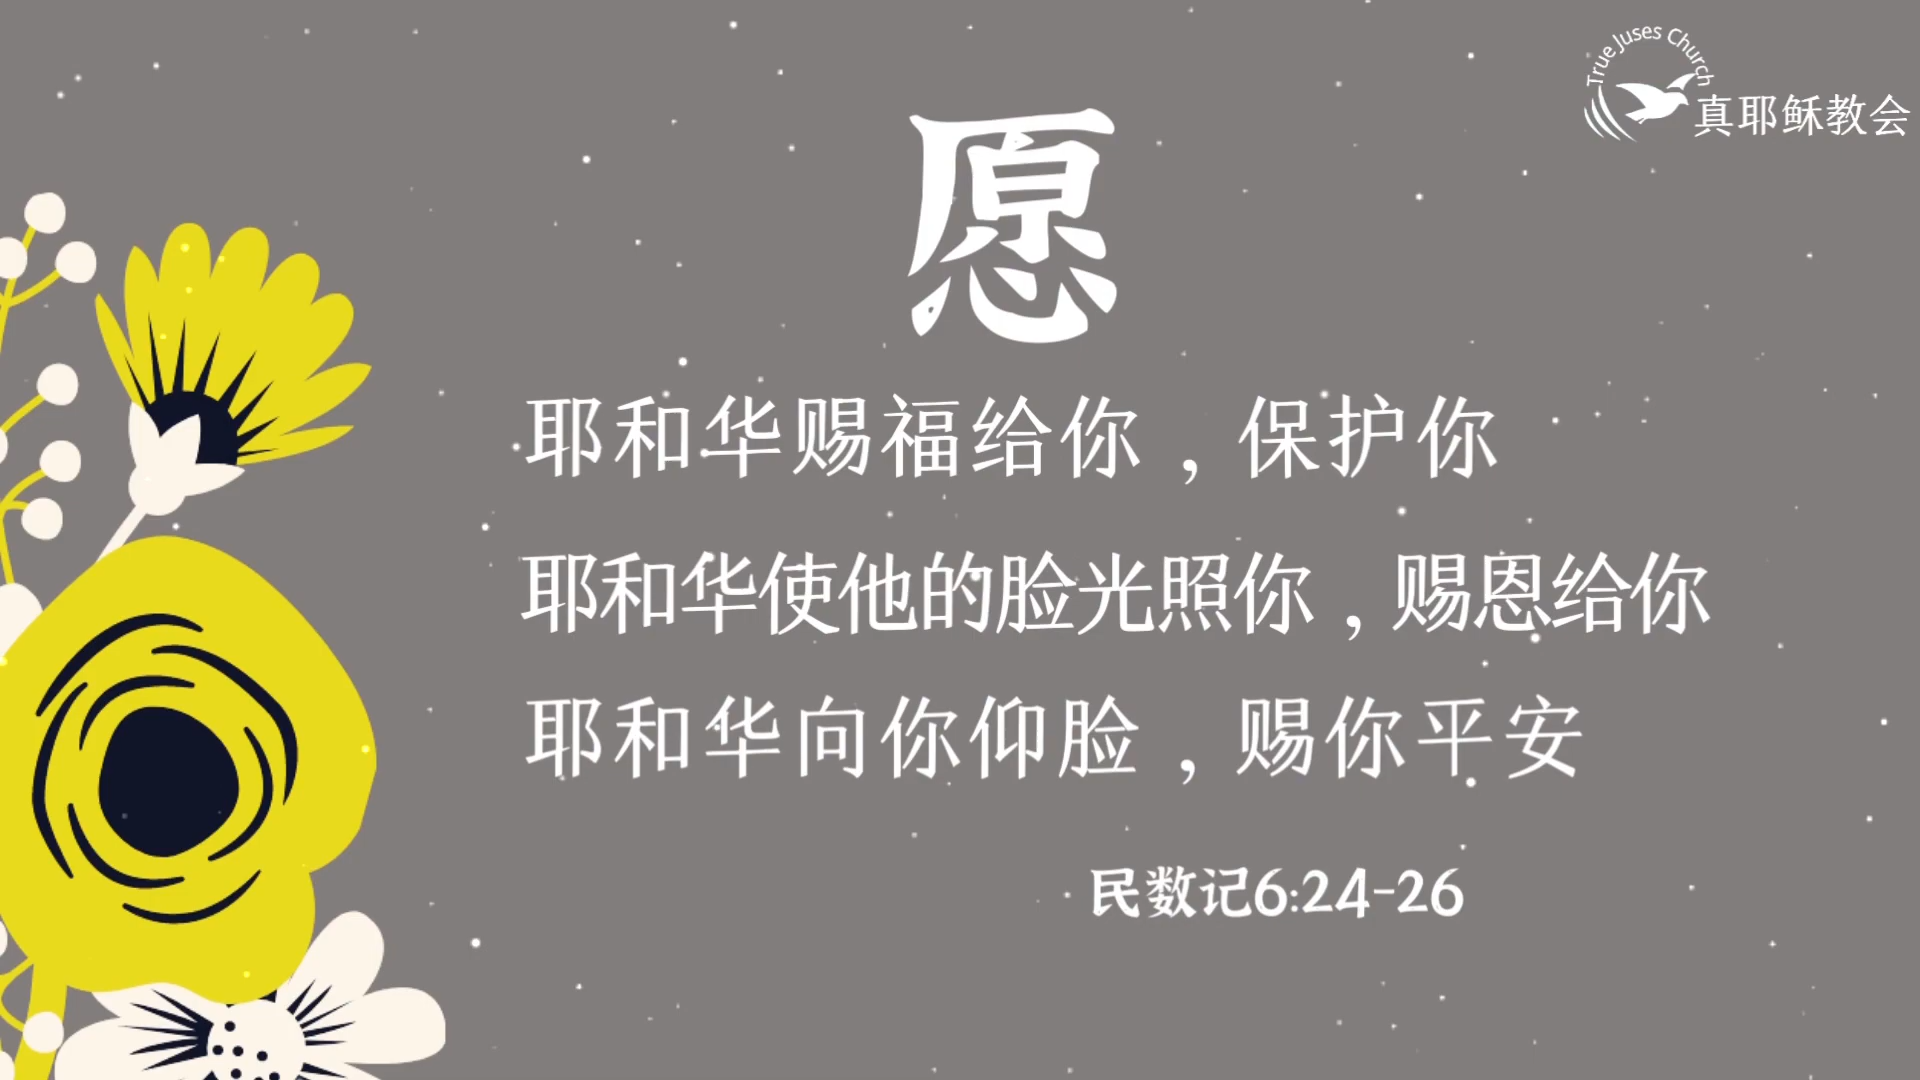 True Juses Church
真耶稣教会
愿
耶和华赐福给你，保护你
耶和华使他的脸光照你，赐恩给你
耶和华向你仰脸，赐你平安
民数记6:24-26